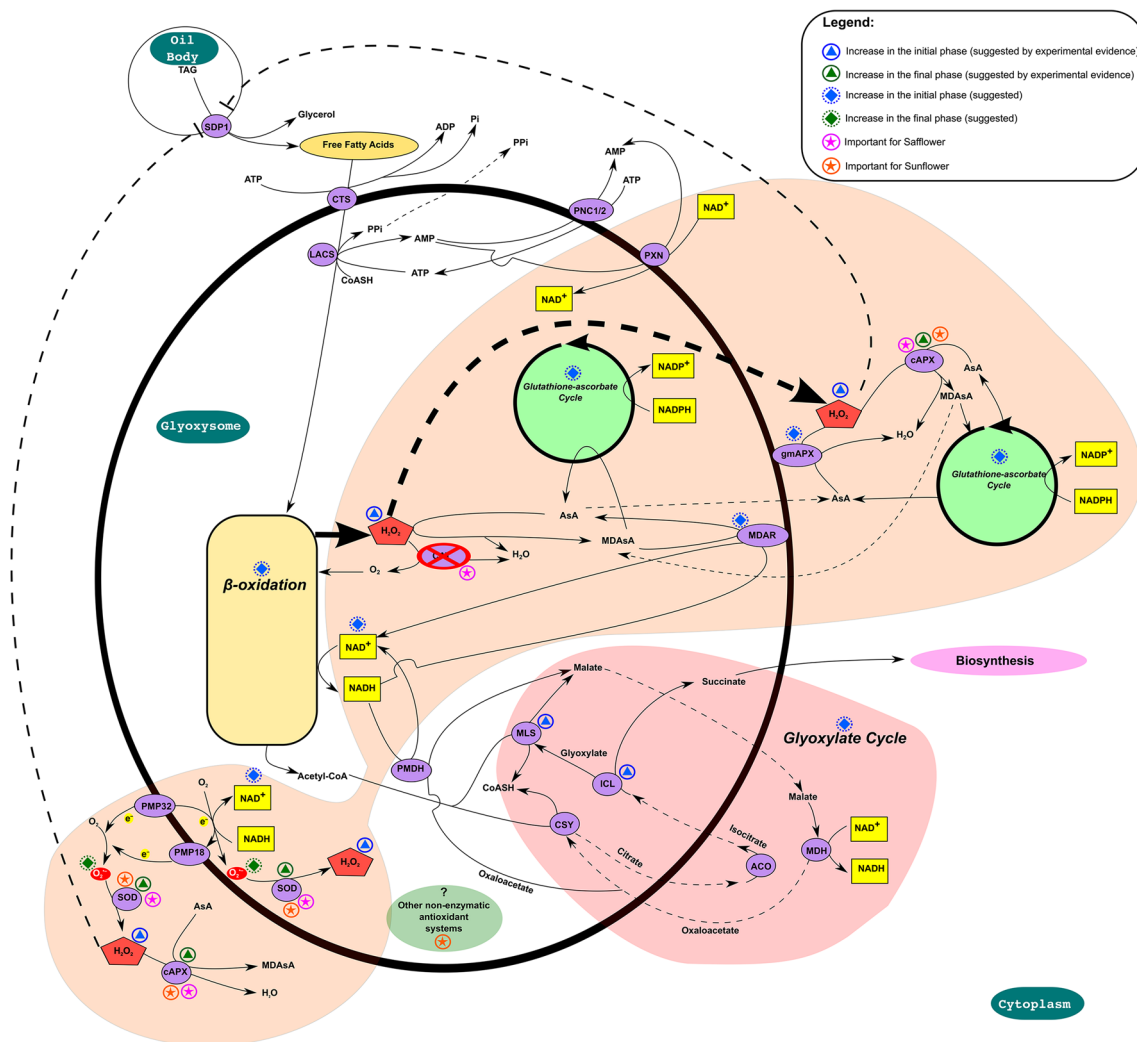 Legend:
Increase in the initial phase (suggested by experimental evidence)
Increase in the final phase (suggested by experimental evidence)
Increase in the initial phase (suggested)
Increase in the final phase (suggested)
Important for Safflower
Important for Sunflower
Oil
Body
TAG
SDP1
Glycerol
Free Fatty Acids
ADP
Pi
PPi
ATP
CTS
AMP
ATP
PNC1/2
NAD+
PPi
LACS
AMP
CoASH
ATP
PXN
NAD+
Glyoxysome
Glutathione-ascorbate
Cycle
NADP+
NADPH
cAPX
AsA
MDAsA
H₂O₂
gmAPX
H₂O
AsA
Glutathione-ascorbate
Cycle
NADP+
NADPH
H₂O₂
AsA
MDAsA
H₂O
O₂
MDAR
β-oxidation
NAD+
NADH
PMDH
Acetyl-CoA
Malate
Succinate
Biosynthesis
MLS
Glyoxylate
ICL
Glyoxylate Cycle
CoASH
CSY
Citrate
Isocitrate
ACO
Malate
MDH
NAD+
NADH
Oxaloacetate
Oxaloacetate
PMP32
O₂
O₂
e-
e-
e-
NAD+
NADH
PMP18
O₂•−
O₂•−
SOD
SOD
H₂O₂
AsA
H₂O₂
cAPX
MDAsA
H₂O
?
Other non-enzymatic
antioxidant
systems
Cytoplasm